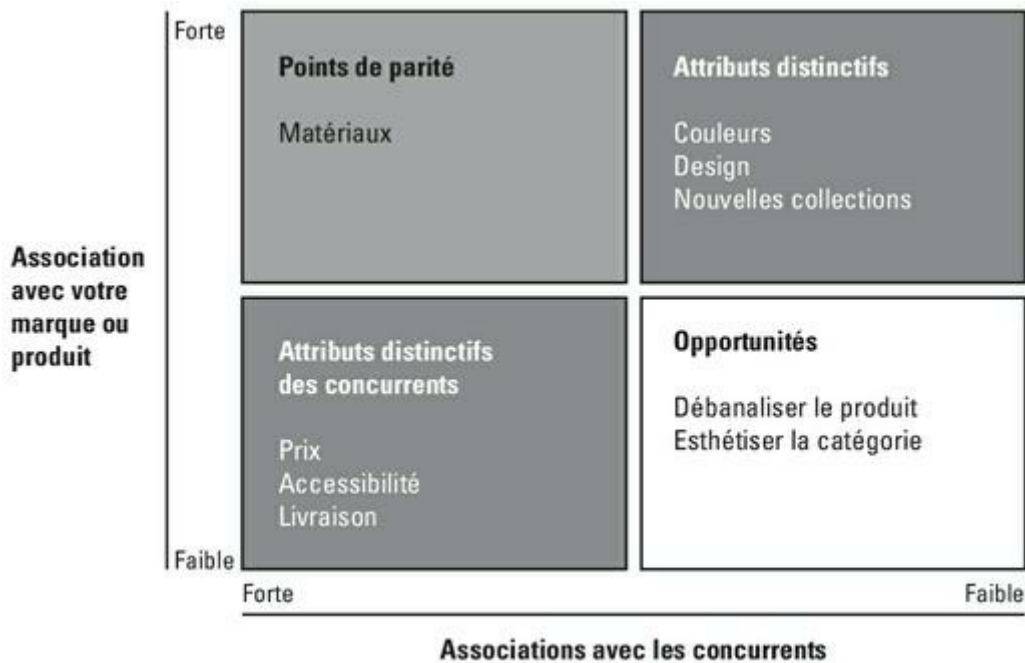 Forte
Points de parité
Matériaux
Attributs distinctifs
Couleurs
Design
Nouvelles collections
Association
avec votre
marque ou
produit
Attributs distinctifs
des concurrents
Prix
Accessibilité
Livraison
Opportunités
Débanaliser le produit
Esthétiser la catégorie
Faible
Forte
Faible
Associations avec les concurrents